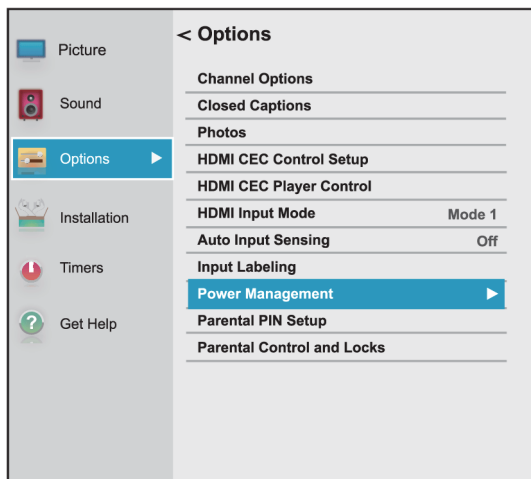 Picture
Sound
Options
Installation
Timers
Get Help
< Options
Channel Options
Closed Captions
Photos
HDMI CEC Control Setup
HDMI CEC Player Control
HDMI Input Mode Mode 1
Auto Input Sensing Off
Input Labeling
Power Management
Parental PIN Setup
Parental Control and Locks